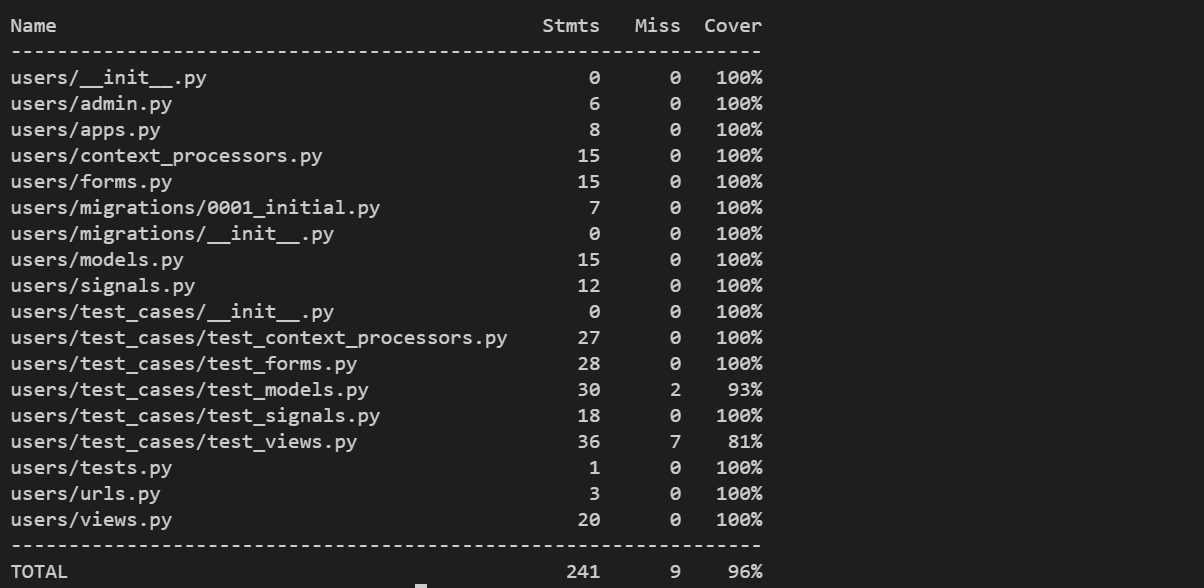 Name                                          Stmts   Miss  Cover
-----------------------------------------------------------------
users/__init__.py                                 0      0   100%
users/admin.py                                    6      0   100%
users/apps.py                                     8      0   100%
users/context_processors.py                      15      0   100%
users/forms.py                                   15      0   100%
users/migrations/0001_initial.py                  7      0   100%
users/migrations/__init__.py                      0      0   100%
users/models.py                                  15      0   100%
users/signals.py                                 12      0   100%
users/test_cases/__init__.py                      0      0   100%
users/test_cases/test_context_processors.py      27      0   100%
users/test_cases/test_forms.py                   28      0   100%
users/test_cases/test_models.py                  30      2    93%
users/test_cases/test_signals.py                 18      0   100%
users/test_cases/test_views.py                   36      7    81%
users/tests.py                                    1      0   100%
users/urls.py                                     3      0   100%
users/views.py                                   20      0   100%
-----------------------------------------------------------------
TOTAL                                           241      9    96%